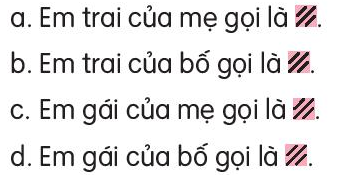 a. Em trai của mẹ gọi là .
b. Em trai của bố gọi là .
c. Em gái của mẹ gọi là .
d. Em gái của bố gọi là .